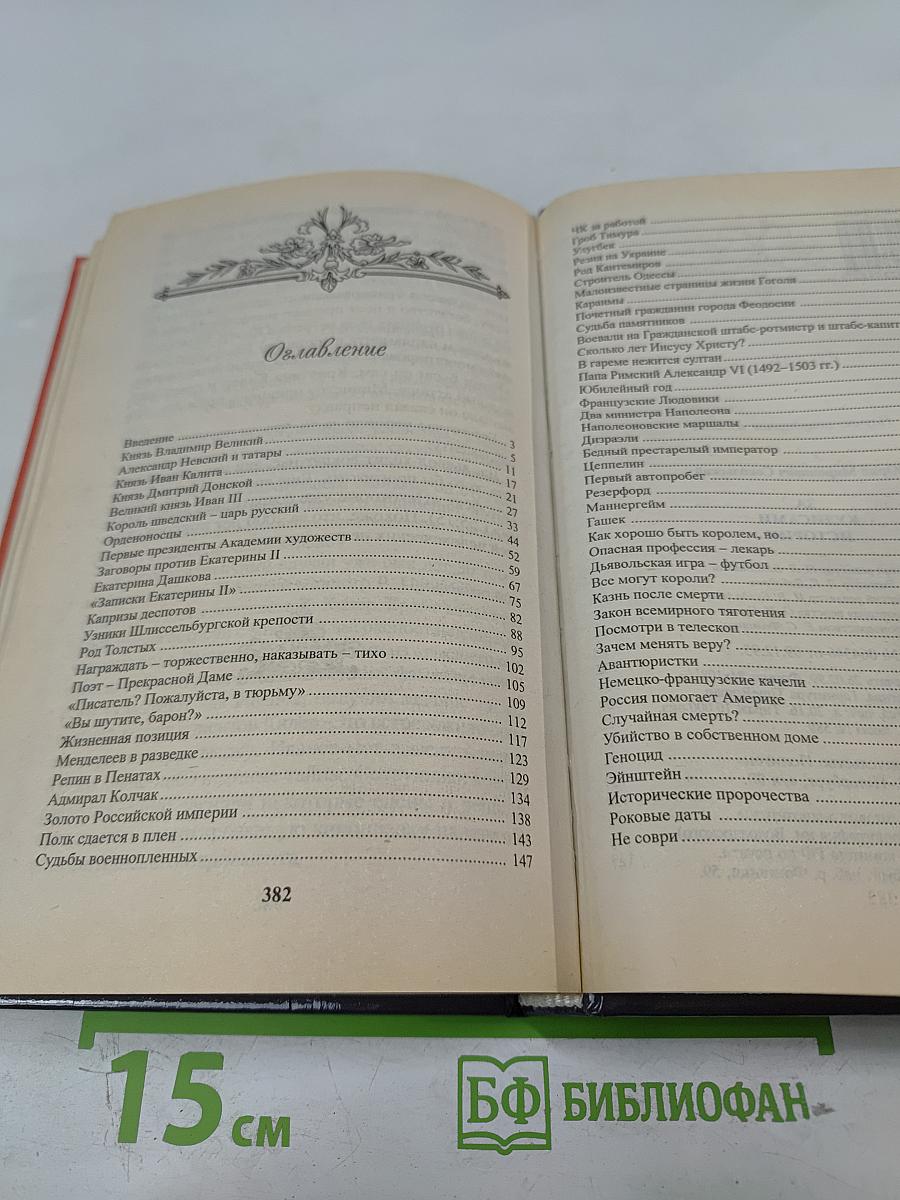 Оглавление
Введение 3
Князь Владимир Великий 5
Александр Невский и татары 11
Князь Иван Калита 17
Князь Дмитрий Донской 21
Великий князь Иван III 27
Король шведский – царь русский 33
Орденоносцы 44
Первые президенты Академии художеств 52
Заговоры против Екатерины II 59
Екатерина Дашкова 67
«Записки Екатерины II» 75
Капризы деспотов 82
Узники Шлиссельбургской крепости 88
Род Толстых 95
Награждать – торжественно, наказывать – тихо 102
Поэт – Прекрасной Даме 105
«Писатель? Пожалуйста, в тюрьму» 109
«Вы шутите, барон?» 112
Жизненная позиция 117
Менделеев в разведке 123
Репин в Пенатах 129
Адмирал Колчак 134
Золото Российской империи 138
Полк сдается в плен 143
Судьбы военнопленных 147
382
ЧК за работой
Гроб Тимура
Улугбек
Резня на Украине
Род Кантемиров
Строитель Одессы
Малоизвестные страницы жизни Гоголя
Караимы
Почетный гражданин города Феодосии
Судьба памятников
Воевали на Гражданской штабс-ротмистр и штабс-капит
Сколько лет Иисусу Христу?
В гареме нежится султан
Папа Римский Александр VI (1492–1503 гг.)
Юбилейный год
Французские Людовики
Два министра Наполеона
Наполеоновские маршалы
Дизраэли
Бедный престарелый император
Цеппелин
Первый автопробег
Резерфорд
Маннергейм
Гашек
Как хорошо быть королем, но...
Опасная профессия – лекарь
Дьявольская игра – футбол
Все могут короли?
Казнь после смерти
Закон всемирного тяготения
Посмотри в телескоп
Зачем менять веру?
Авантюристки
Немецко-французские качели
Россия помогает Америке
Случайная смерть?
Убийство в собственном доме
Геноцид
Эйнштейн
Исторические пророчества
Роковые даты
Не соври
15 см
БФ БИБЛИОФАН